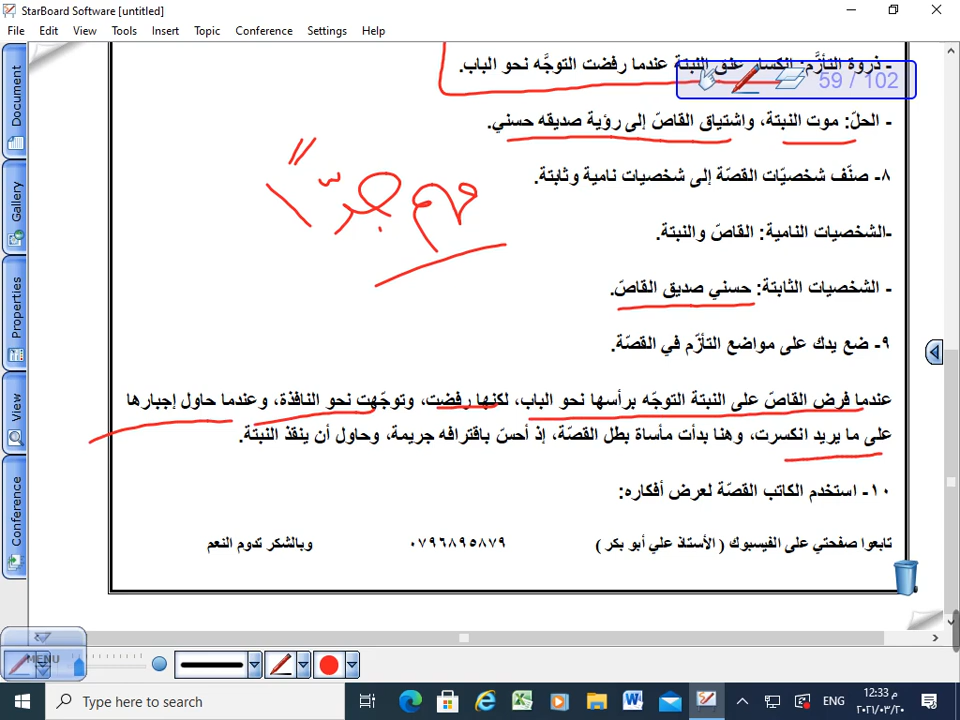 StarBoard Software [untitled]
File Edit View Tools Insert Topic Conference Settings Help
Document
Gallery
Properties
View
Conference
59 / 102
- ذروة التأزُّم: انكسار عنق النبتة عندما رفضت التوجَّه نحو الباب.
- الحلّ: موت النبتة، واشتياق القاصّ إلى رؤية صديقه حسني.
٨- صنّف شخصيّات القصّة إلى شخصيات نامية وثابتة.
-الشخصيات النامية: القاصّ والنبتة.
- الشخصيات الثابتة: حسني صديق القاصّ.
٩- ضع يدك على مواضع التأزّم في القصّة.
عندما فرض القاصّ على النبتة التوجّه برأسها نحو الباب، لكنها رفضت، وتوجّهت نحو النافذة، وعندما حاول إجبارها
على ما يريد انكسرت، وهنا بدأت مأساة بطل القصّة، إذ أحسّ باقترافه جريمة، وحاول أن ينقذ النبتة.
١٠- استخدم الكاتب القصّة لعرض أفكاره:
تابعوا صفحتي على الفيسبوك ( الأستاذ علي أبو بكر ) ٠٧٩٦٨٩٥٨٧٩ وبالشكر تدوم النعم
MENU
Type here to search
ENG
12:33 م
٢٠٢١/٠٣/٢٠